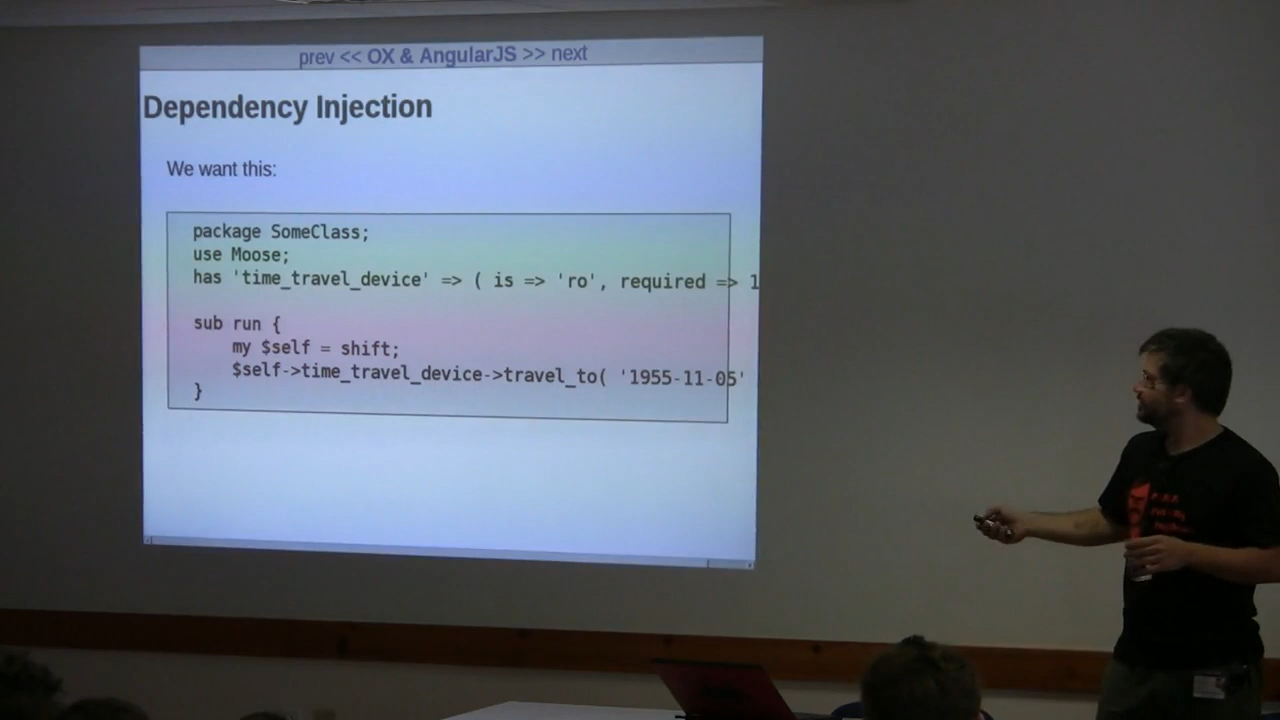 prev << OX & AngularJS >> next
Dependency Injection
We want this:
package SomeClass;
use Moose;
has 'time_travel_device' => ( is => 'ro', required => 1
sub run {
my $self = shift;
$self->time_travel_device->travel_to( '1955-11-05'
}